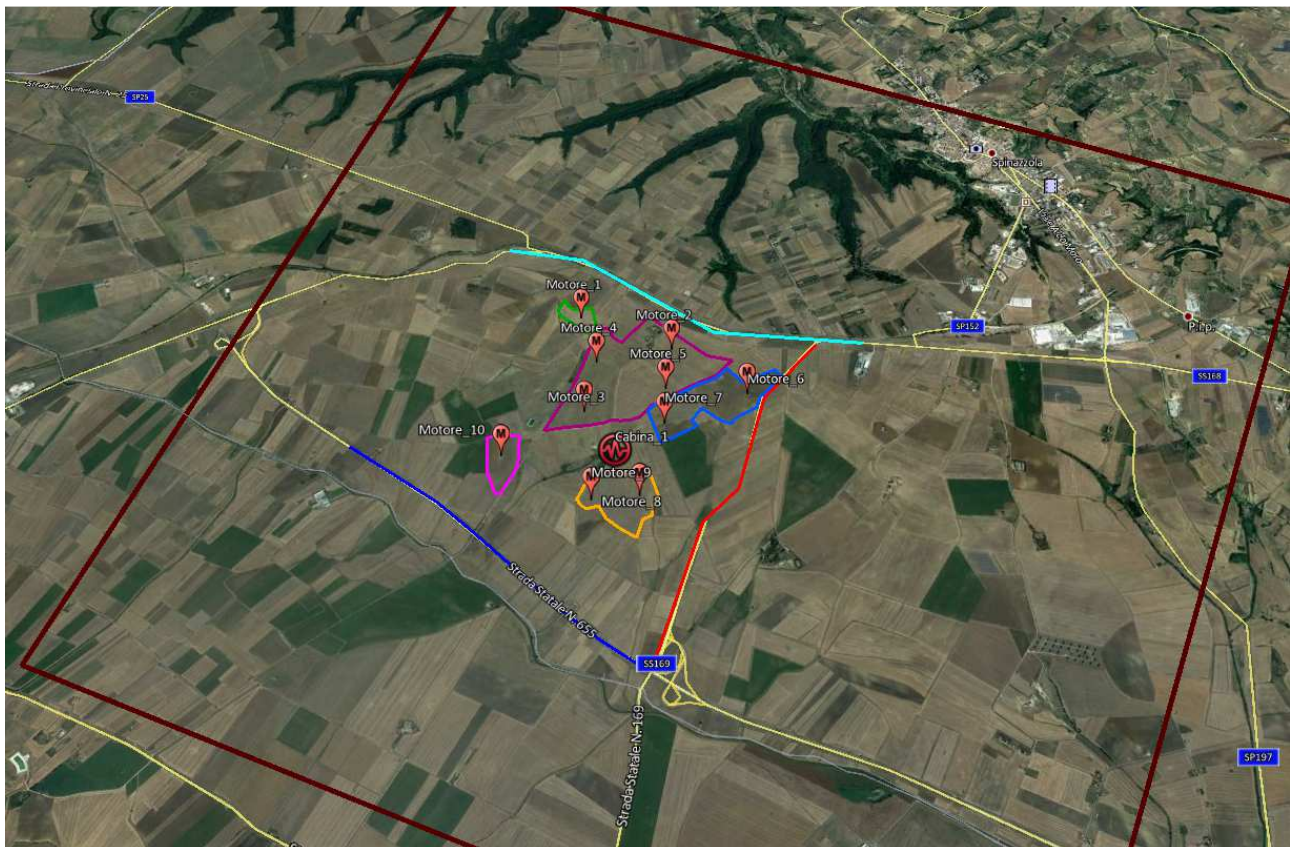 SP25
Spinazzola
Motore_1
Motore_2
Motore_4
SP152
P.i.p.
Motore_5
SS168
Motore_6
Motore_3
Motore_7
Motore_10
Cabina_1
Motore_9
Motore_8
Strada Statale N. 655
SS169
Strada Statale N. 169
SP197